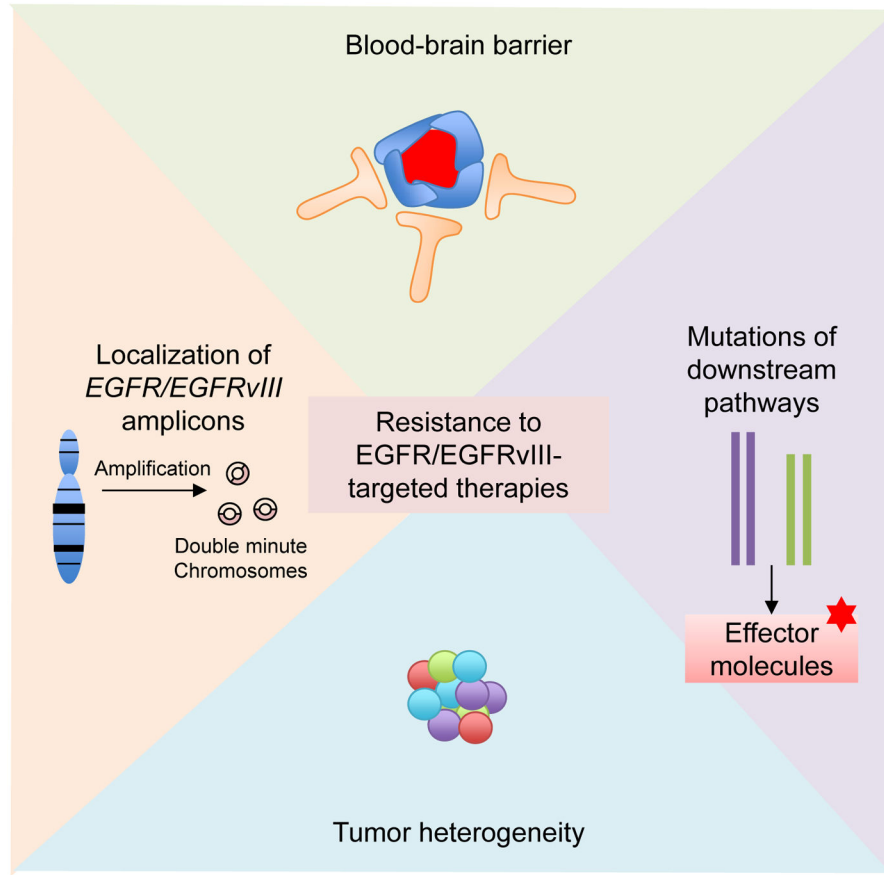 Blood-brain barrier
Localization of
EGFR/EGFRvIII
amplicons
Amplification
Double minute
Chromosomes
Resistance to
EGFR/EGFRvIII-
targeted therapies
Mutations of
downstream
pathways
Effector
molecules
Tumor heterogeneity